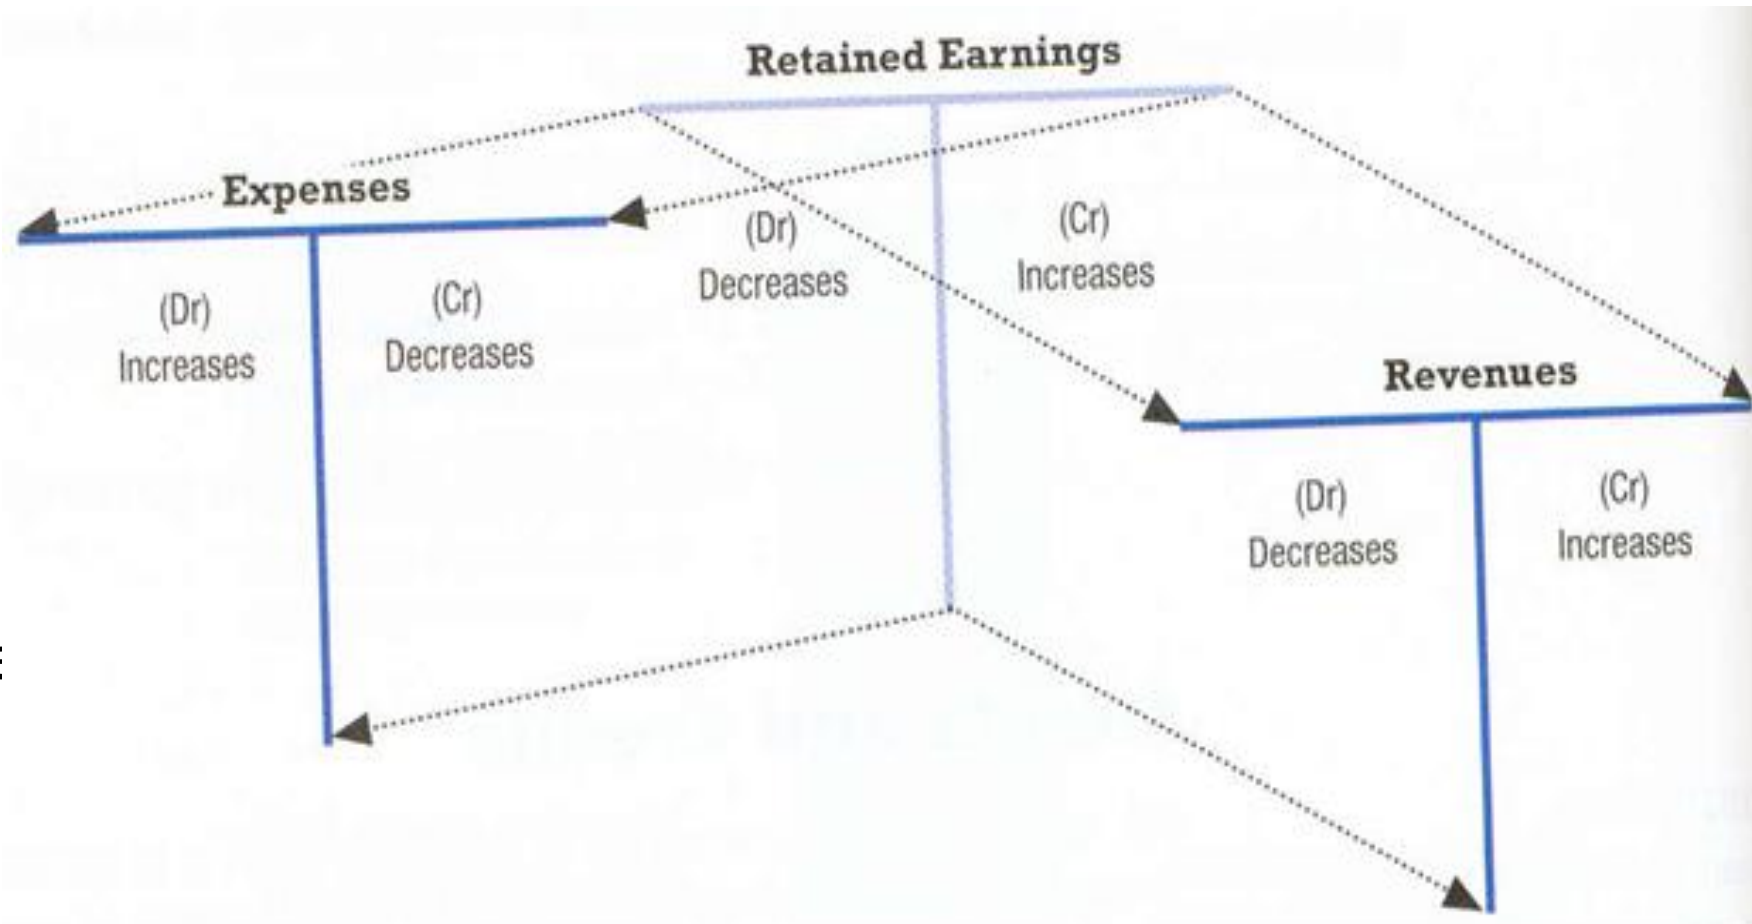 Retained Earnings
Expenses
(Dr)
Increases
(Cr)
Decreases
(Dr)
Decreases
(Cr)
Increases
Revenues
(Dr)
Decreases
(Cr)
Increases